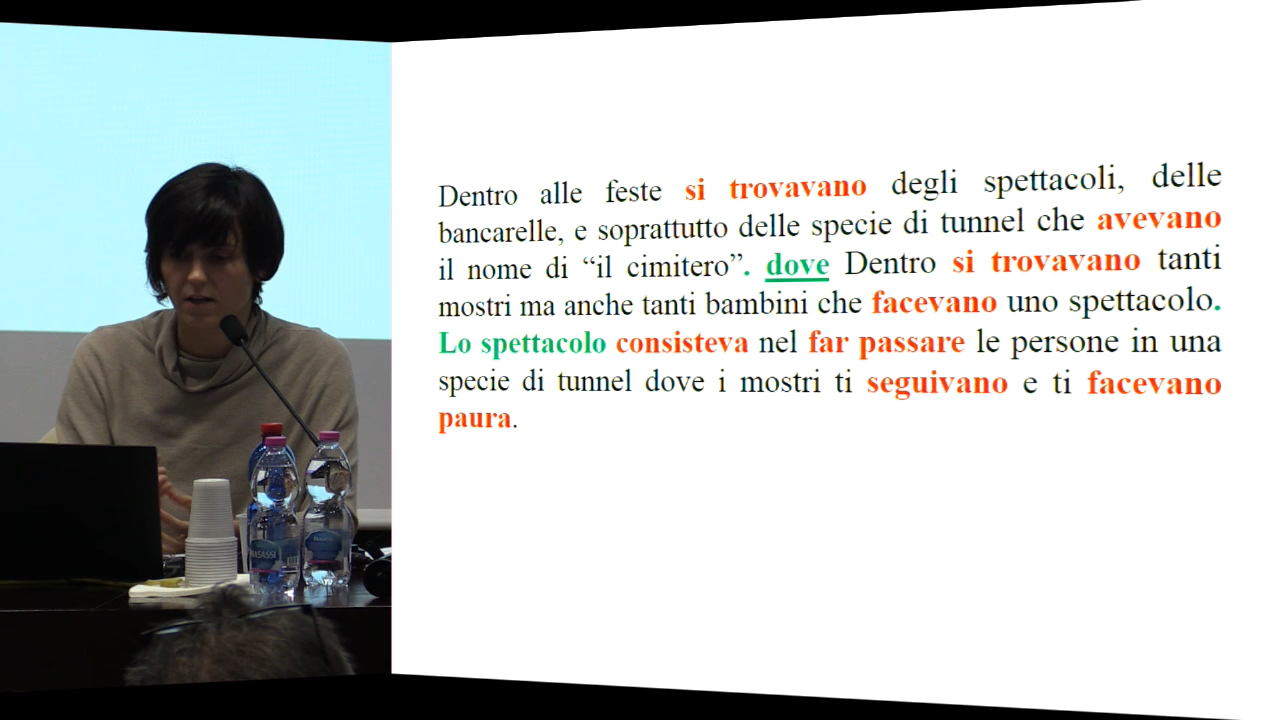 Dentro alle feste si trovavano degli spettacoli, delle
bancarelle, e soprattutto delle specie di tunnel che avevano
il nome di “il cimitero”. dove Dentro si trovavano tanti
mostri ma anche tanti bambini che facevano uno spettacolo.
Lo spettacolo consisteva nel far passare le persone in una
specie di tunnel dove i mostri ti seguivano e ti facevano
paura.